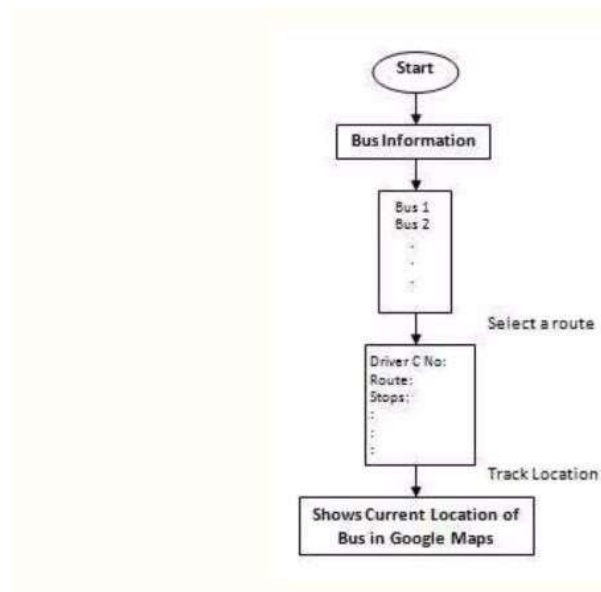 Start
Bus Information
Bus 1
Bus 2
.
.
.
Select a route
Driver C No:
Route:
Stops:
:
:
:
Track Location
Shows Current Location of
Bus in Google Maps